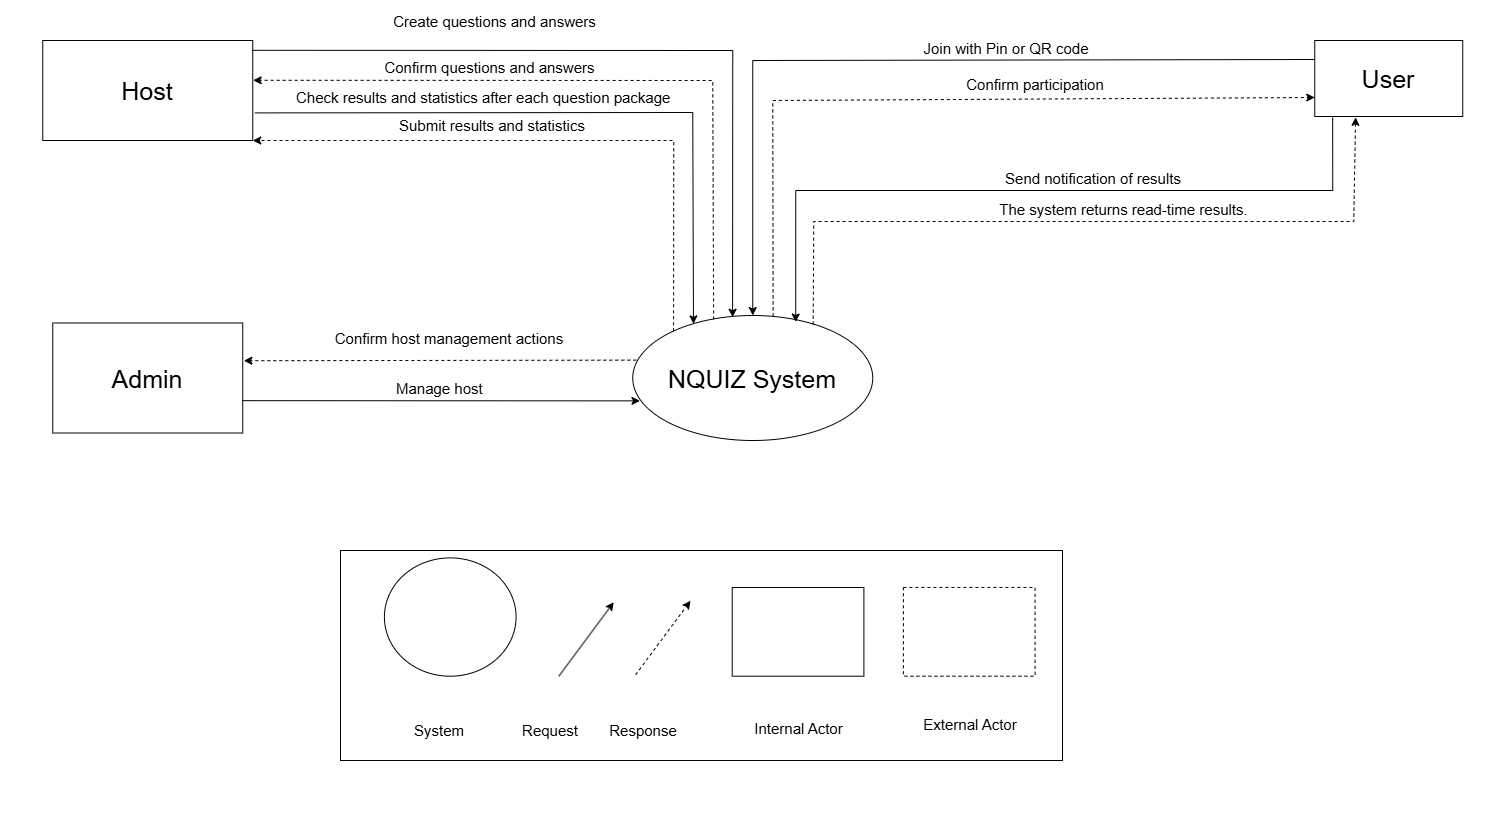 Create questions and answers
Host
Confirm questions and answers
Check results and statistics after each question package
Submit results and statistics
Join with Pin or QR code
User
Confirm participation
Send notification of results
The system returns read-time results.
Admin
Confirm host management actions
Manage host
NQUIZ System
System
Request
Response
Internal Actor
External Actor